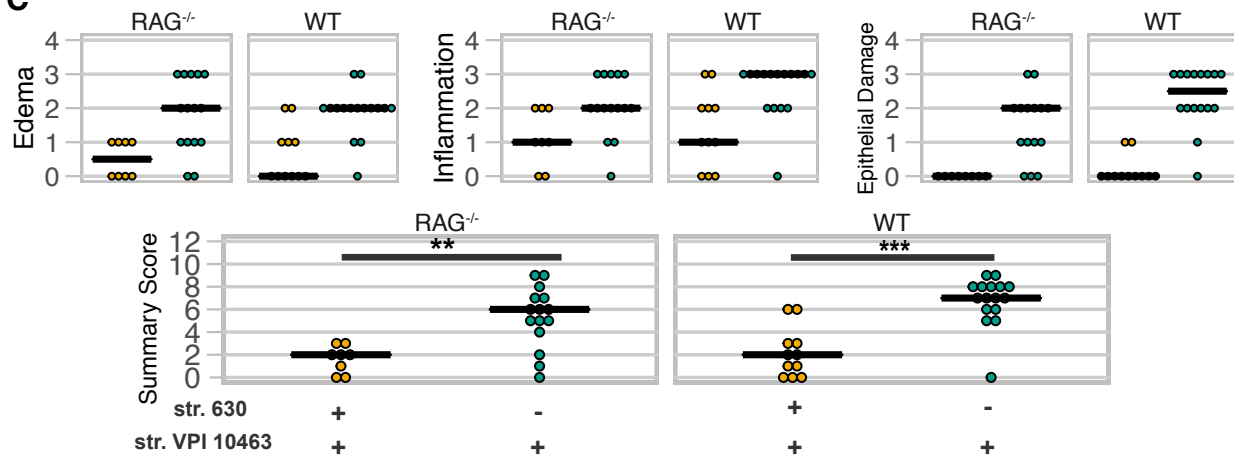 C
RAG-/- WT RAG-/- WT RAG-/- WT
Edema 4 3 2 1 0
Inflammation 4 3 2 1 0
Epithelial Damage 4 3 2 1 0
RAG-/- WT
Summary Score 12 10 8 6 4 2 0
** ***
str. 630 + - + -
str. VPI 10463 + + + +